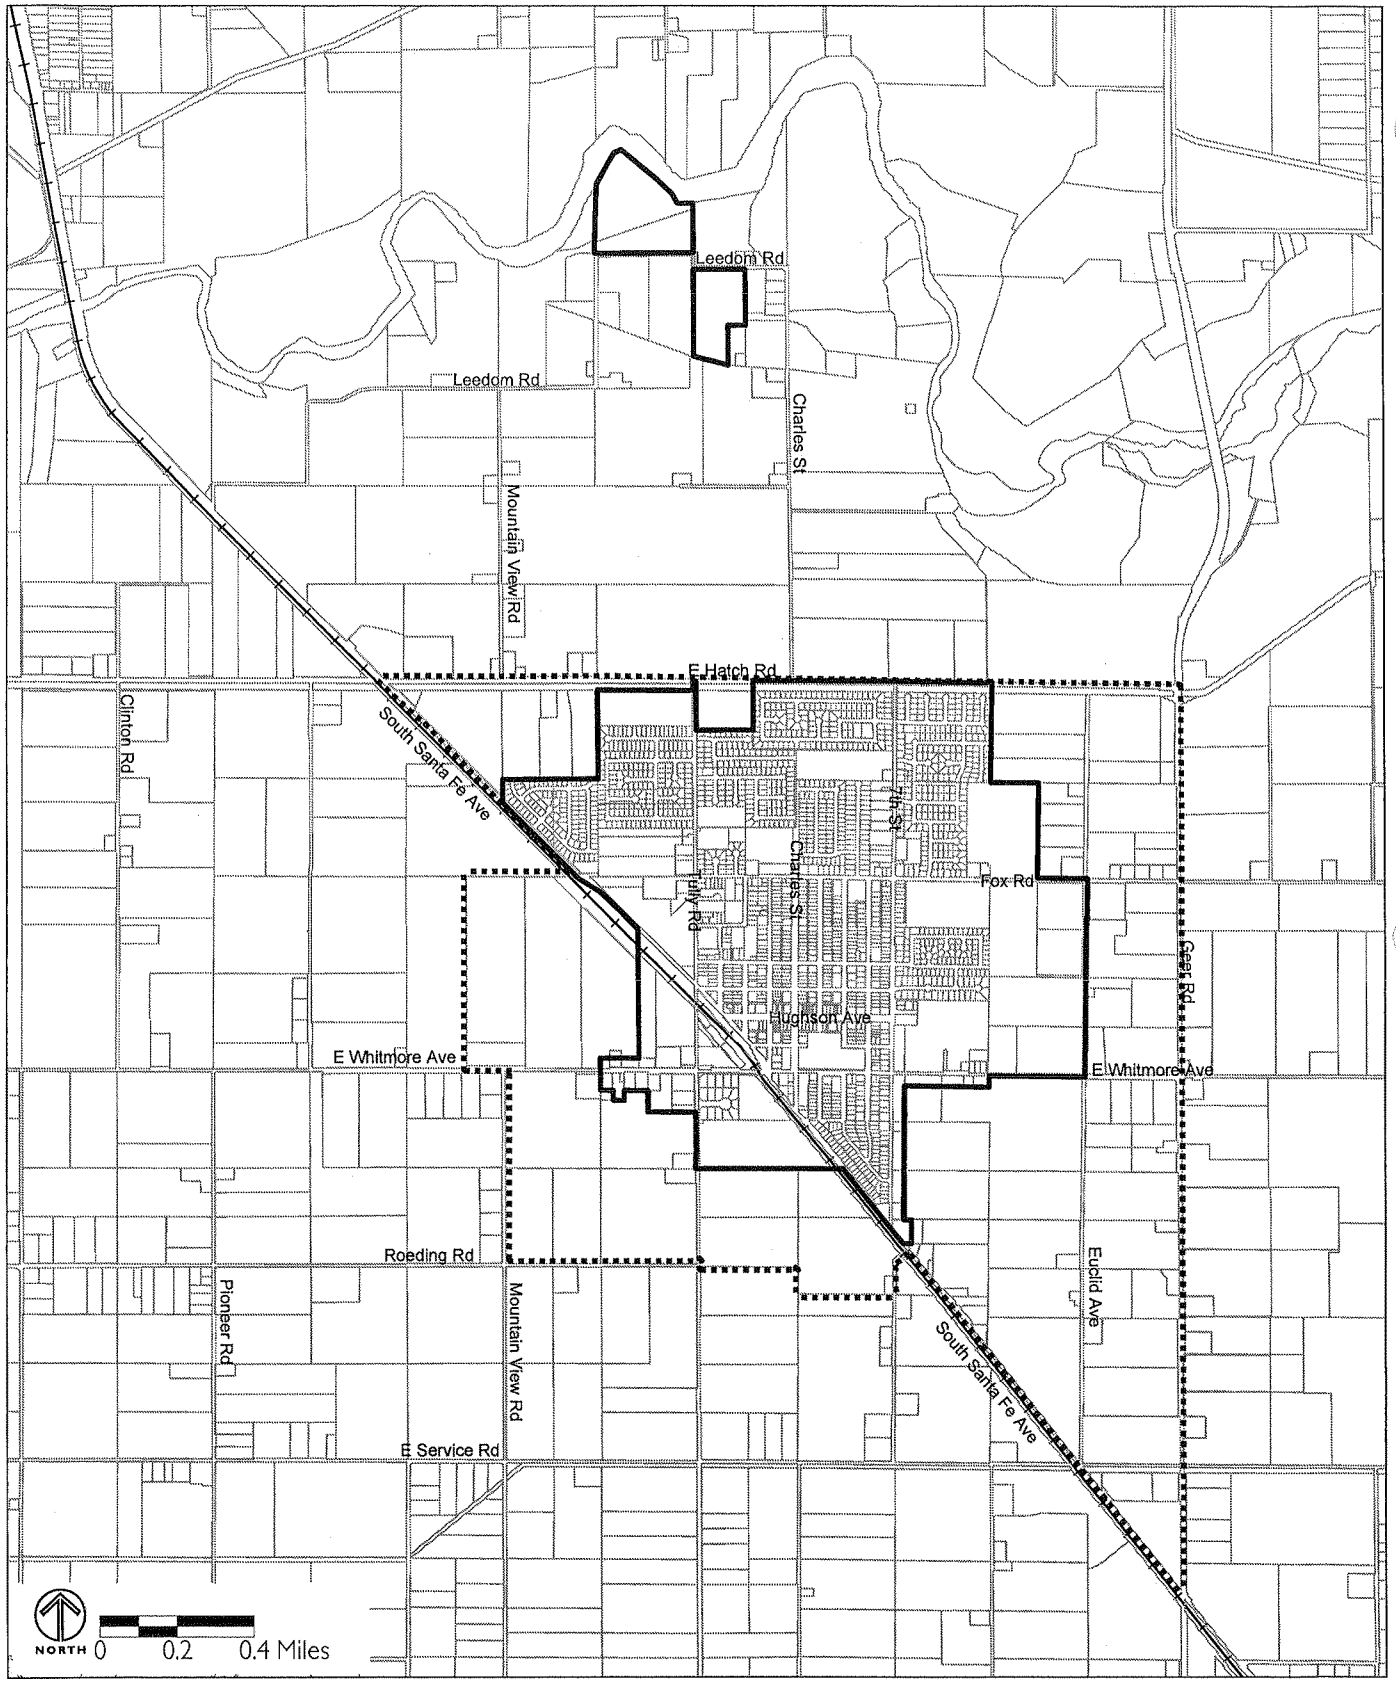 Leedom Rd
Leedom Rd
Charles St
Mountain View Rd
E Hatch Rd
Clinton Rd
South Santa Fe Ave
7th St
Charles St
Tully Rd
Fox Rd
Geer Rd
Hughson Ave
E Whitmore Ave
E Whitmore Ave
Roeding Rd
Euclid Ave
Pioneer Rd
Mountain View Rd
South Santa Fe Ave
E Service Rd
NORTH
0 0.2 0.4 Miles